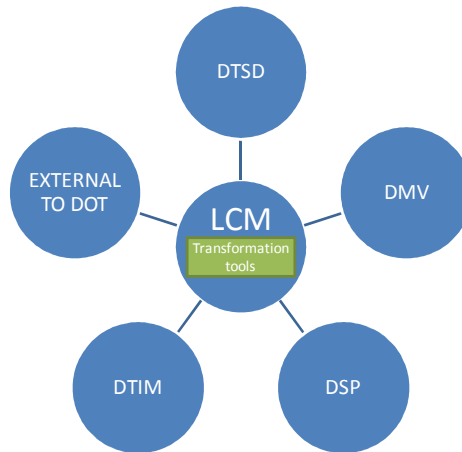 DTSD
EXTERNAL
TO DOT
DMV
LCM
Transformation
tools
DTIM
DSP